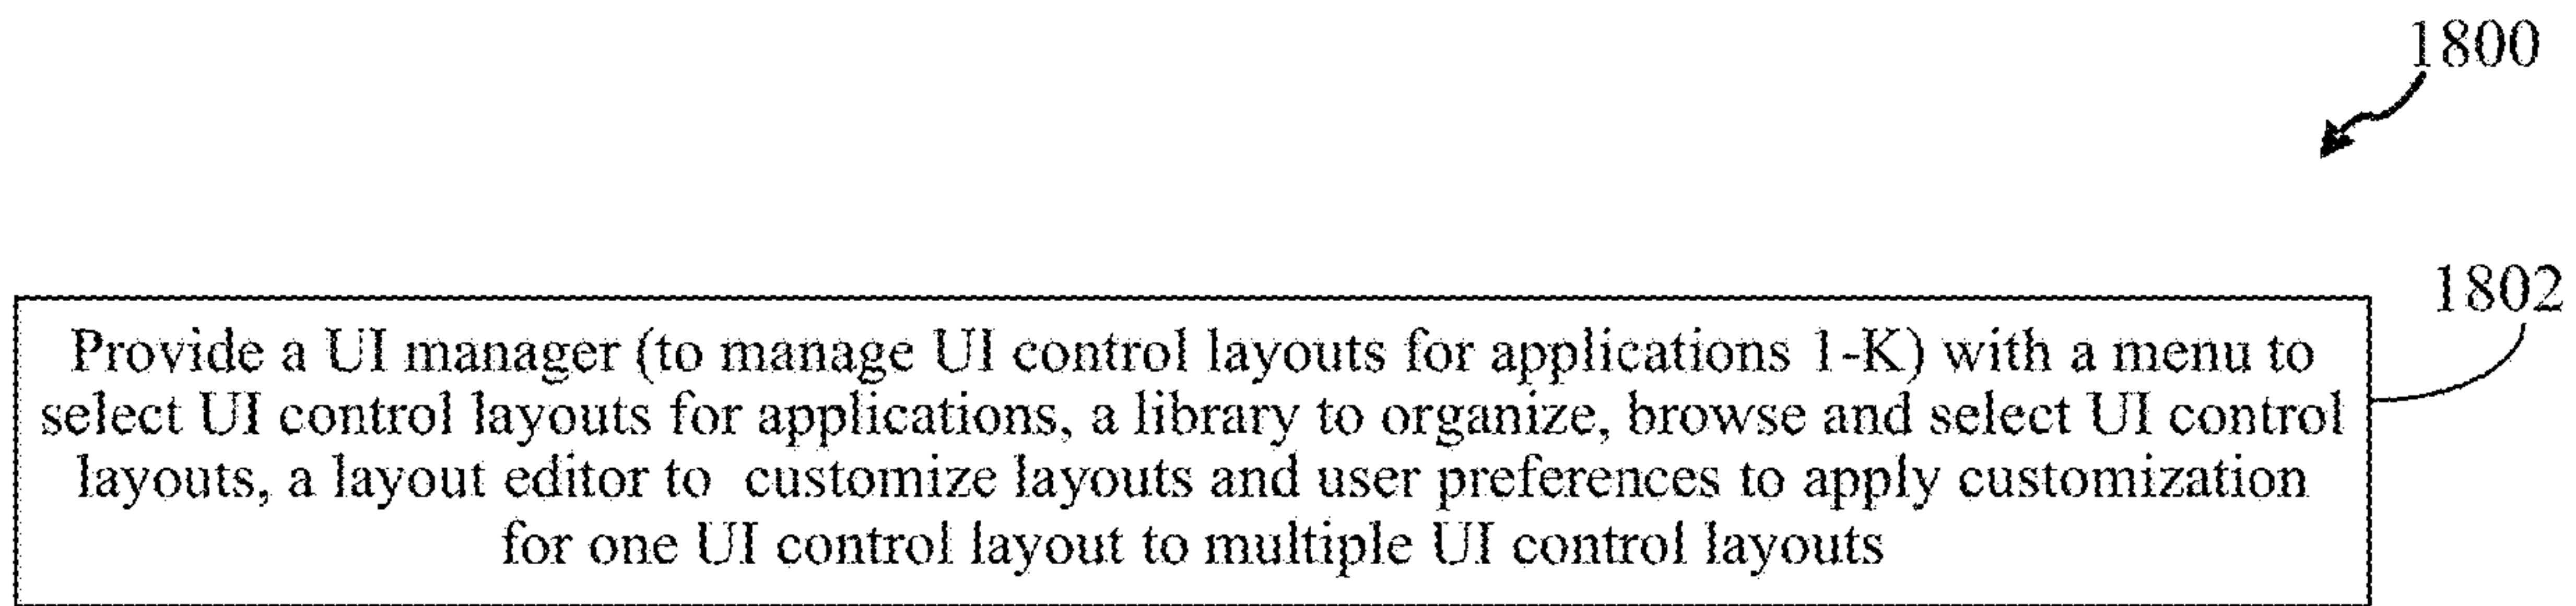 1800
1802
Provide a UI manager (to manage UI control layouts for applications 1-K) with a menu to
select UI control layouts for applications, a library to organize, browse and select UI control
layouts, a layout editor to customize layouts and user preferences to apply customization
for one UI control layout to multiple UI control layouts